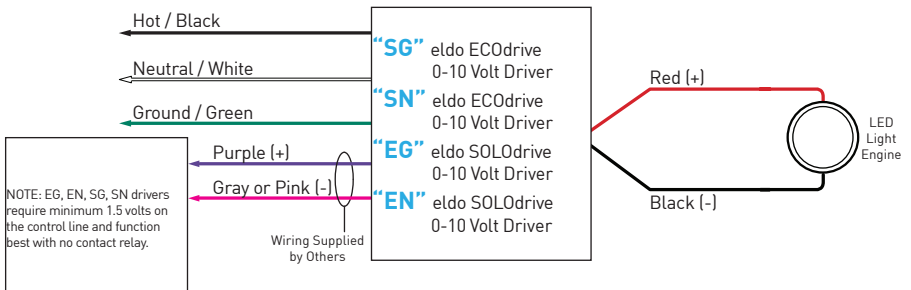 Hot / Black
Neutral / White
Ground / Green
Purple (+)
Gray or Pink (-)
NOTE: EG, EN, SG, SN drivers
require minimum 1.5 volts on
the control line and function
best with no contact relay.
Wiring Supplied
by Others
"SG" eldo ECOdrive
0-10 Volt Driver
"SN" eldo ECOdrive
0-10 Volt Driver
"EG" eldo SOLOdrive
0-10 Volt Driver
"EN" eldo SOLOdrive
0-10 Volt Driver
Red (+)
Black (-)
LED
Light
Engine